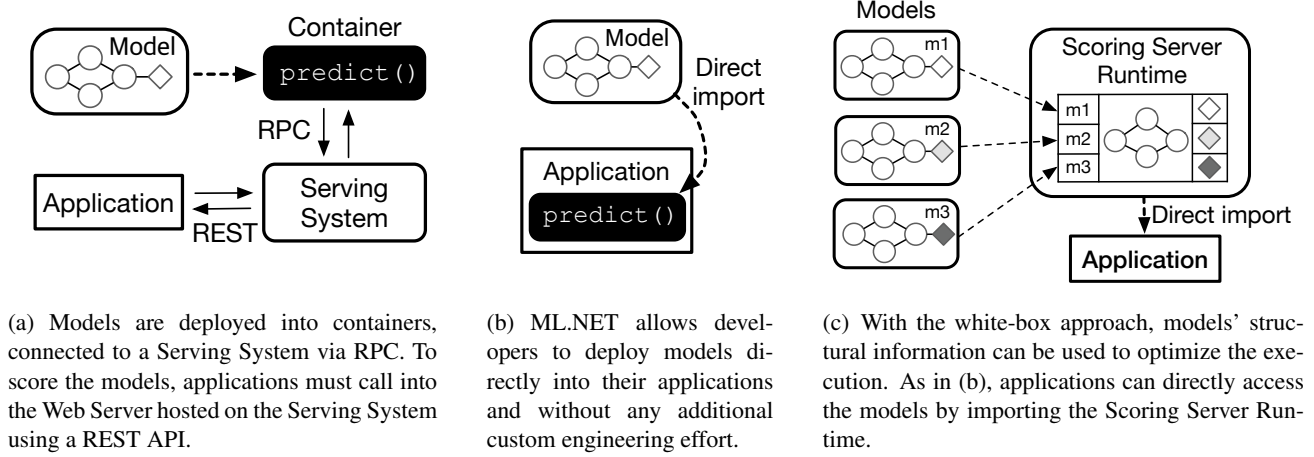 Model
Container
predict()
RPC
Application
REST
Serving
System
(a) Models are deployed into containers,
connected to a Serving System via RPC. To
score the models, applications must call into
the Web Server hosted on the Serving System
using a REST API.
Model
Direct
import
Application
predict()
(b) ML.NET allows devel-
opers to deploy models di-
rectly into their applications
and without any additional
custom engineering effort.
Models
m1
m2
m3
Scoring Server
Runtime
m1
m2
m3
Direct import
Application
(c) With the white-box approach, models' struc-
tural information can be used to optimize the exe-
cution. As in (b), applications can directly access
the models by importing the Scoring Server Run-
time.